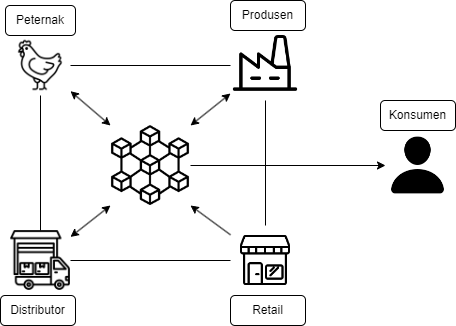 Peternak
Produsen
Konsumen
Distributor
Retail